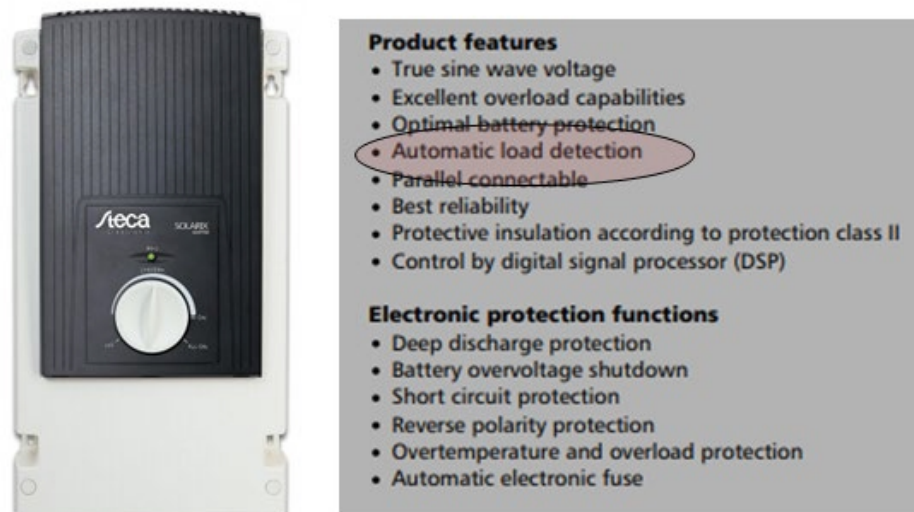 Steca
SOLARIX
ON
OFF
Product features
• True sine wave voltage
• Excellent overload capabilities
• Optimal battery protection
• Automatic load detection
• Parallel connectable
• Best reliability
• Protective insulation according to protection class II
• Control by digital signal processor (DSP)
Electronic protection functions
• Deep discharge protection
• Battery overvoltage shutdown
• Short circuit protection
• Reverse polarity protection
• Overtemperature and overload protection
• Automatic electronic fuse